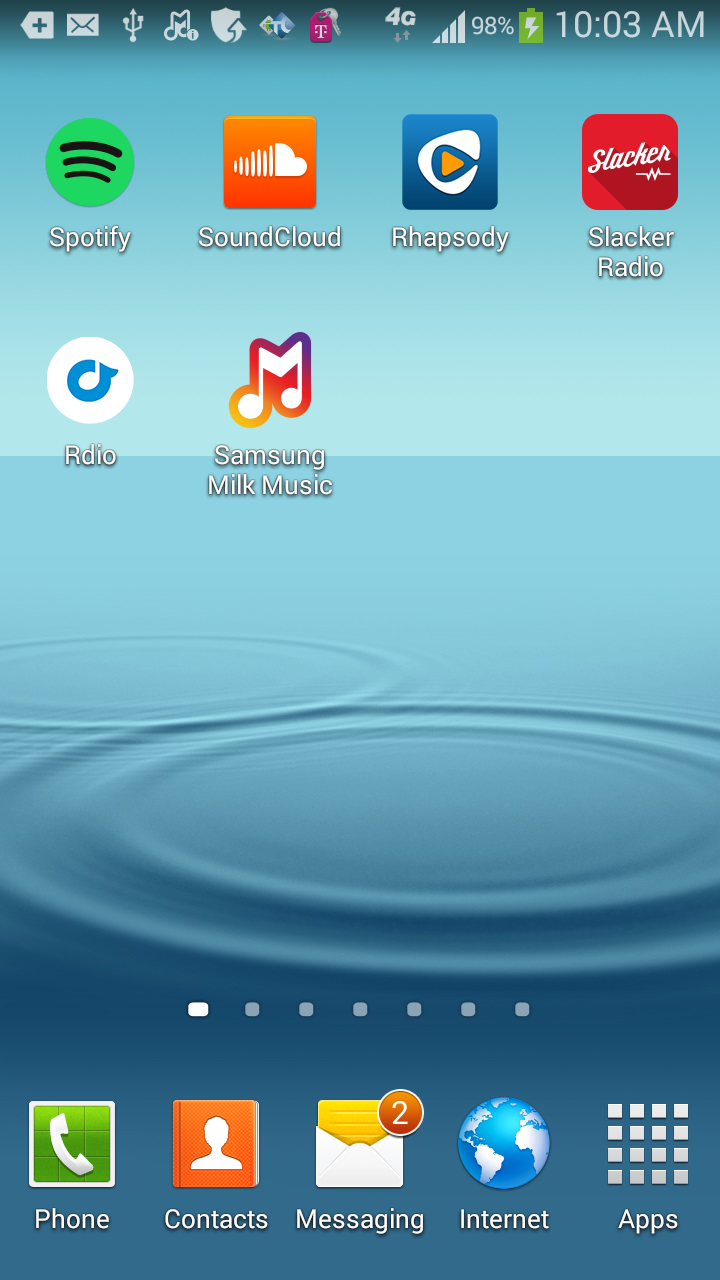 4G 98% 10:03 AM
T
Spotify SoundCloud Rhapsody Slacker Radio
Slacker
Rdio Samsung Milk Music
2
Phone Contacts Messaging Internet Apps